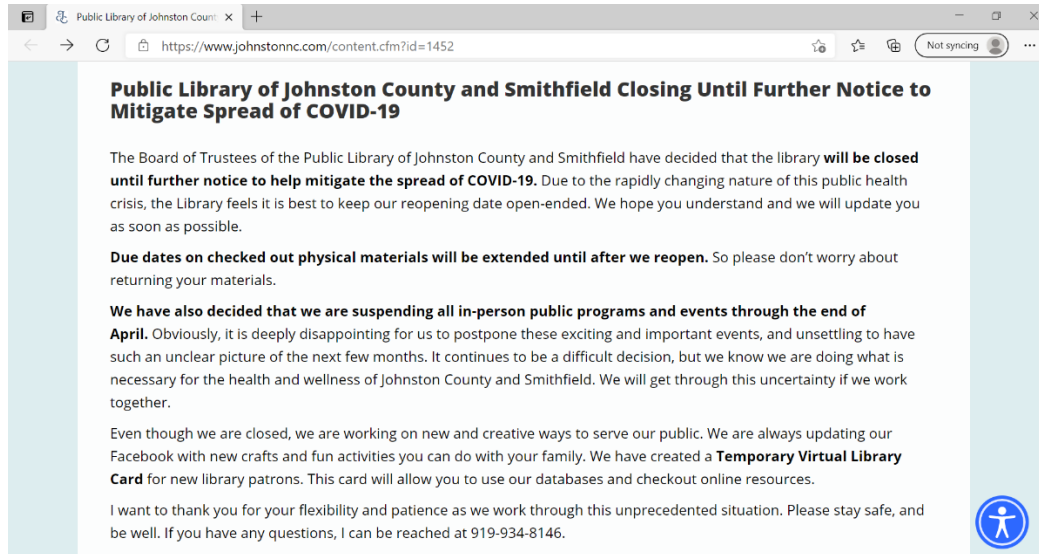 Public Library of Johnston Count
https://www.johnstonnc.com/content.cfm?id=1452
Not syncing
Public Library of Johnston County and Smithfield Closing Until Further Notice to
Mitigate Spread of COVID-19
The Board of Trustees of the Public Library of Johnston County and Smithfield have decided that the library will be closed
until further notice to help mitigate the spread of COVID-19. Due to the rapidly changing nature of this public health
crisis, the Library feels it is best to keep our reopening date open-ended. We hope you understand and we will update you
as soon as possible.
Due dates on checked out physical materials will be extended until after we reopen. So please don’t worry about
returning your materials.
We have also decided that we are suspending all in-person public programs and events through the end of
April. Obviously, it is deeply disappointing for us to postpone these exciting and important events, and unsettling to have
such an unclear picture of the next few months. It continues to be a difficult decision, but we know we are doing what is
necessary for the health and wellness of Johnston County and Smithfield. We will get through this uncertainty if we work
together.
Even though we are closed, we are working on new and creative ways to serve our public. We are always updating our
Facebook with new crafts and fun activities you can do with your family. We have created a Temporary Virtual Library
Card for new library patrons. This card will allow you to use our databases and checkout online resources.
I want to thank you for your flexibility and patience as we work through this unprecedented situation. Please stay safe, and
be well. If you have any questions, I can be reached at 919-934-8146.